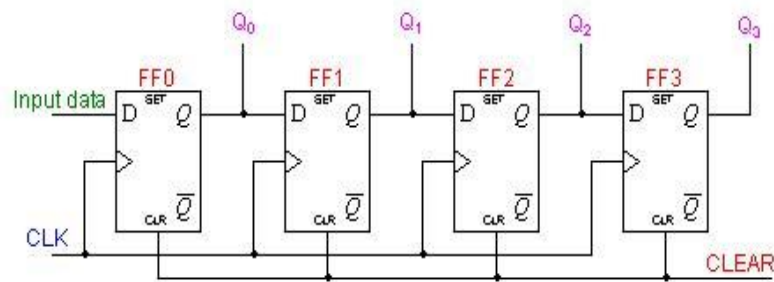 Q0 Q1 Q2 Q3
FF0 FF1 FF2 FF3
SET SET SET SET
Input data D Q D Q D Q D Q
Q̅ Q̅ Q̅ Q̅
CLR CLR CLR CLR
CLK
CLEAR